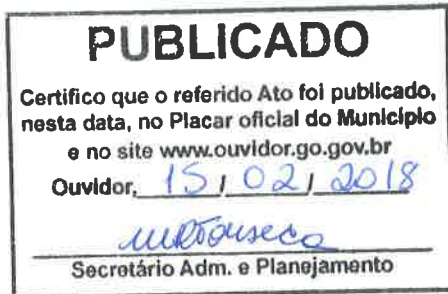 PUBLICADO
Certifico que o referido Ato foi publicado,
nesta data, no Placar oficial do Município
e no site www.ouvidor.go.gov.br
Ouvidor, 15 / 02 / 2018
Secretário Adm. e Planejamento